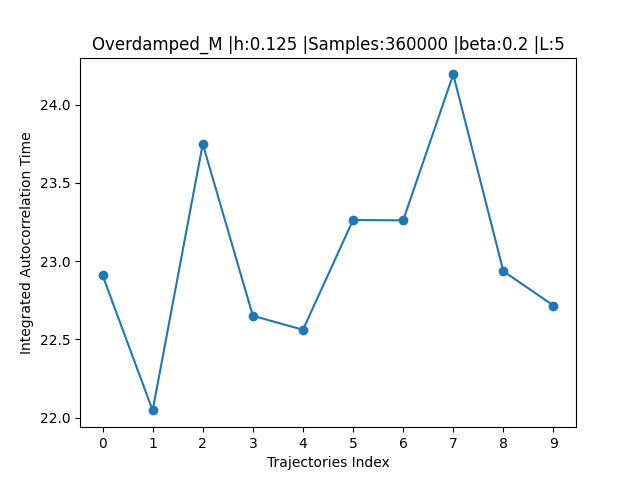 Overdamped_M |h:0.125 |Samples:360000 |beta:0.2 |L:5
Integrated Autocorrelation Time
24.0
23.5
23.0
22.5
22.0
0 1 2 3 4 5 6 7 8 9
Trajectories Index